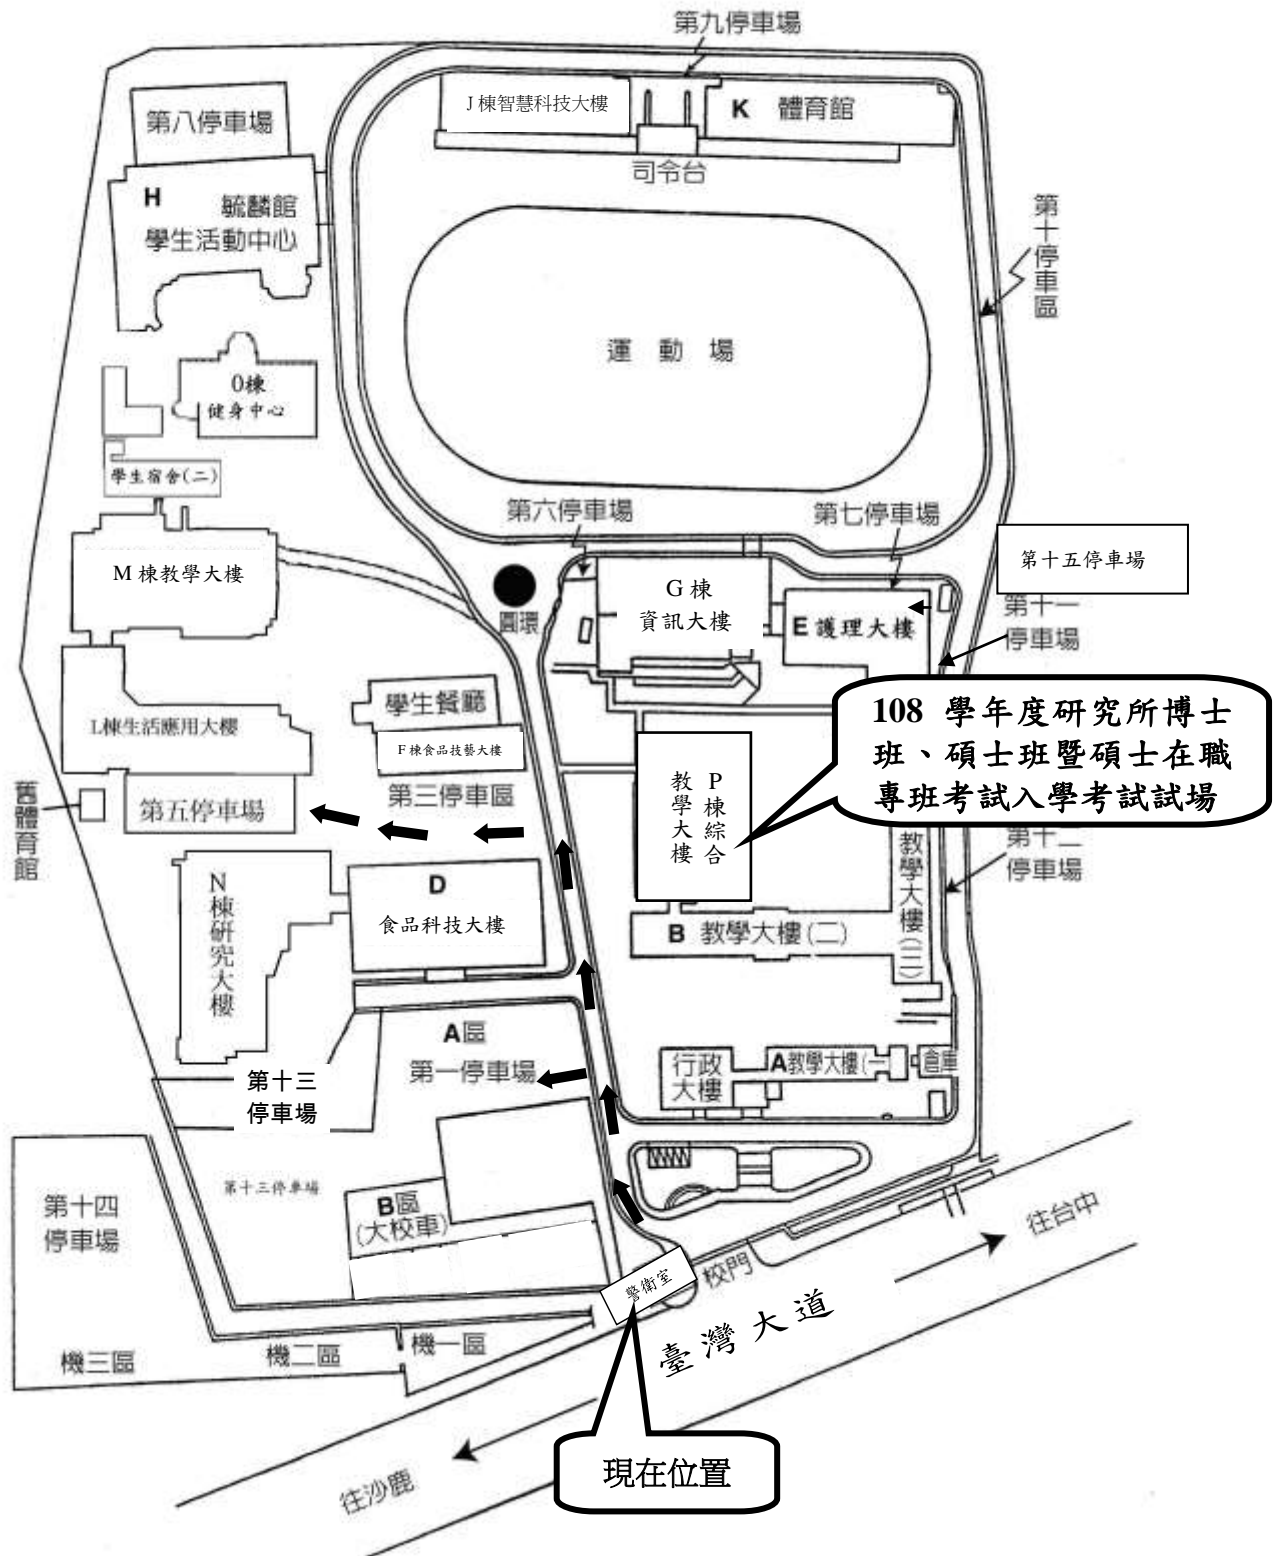 第九停車場
J棟智慧科技大樓
K 體育館
第八停車場
司令台
H 毓麟館
學生活動中心
第十停車區
運動場
O棟
健身中心
學生宿舍(二)
第六停車場
第七停車場
第十五停車場
M 棟教學大樓
G 棟
資訊大樓
圓環
E 護理大樓
第十一
停車場
學生餐廳
108 學年度研究所博士
班、碩士班暨碩士在職
專班考試入學考試試場
L棟生活應用大樓
F棟食品技藝大樓
P棟綜合
教學大樓
舊體育館
第五停車場
第三停車區
第十二
停車場
教學大樓(三)
N棟研究大樓
D
食品科技大樓
B 教學大樓(二)
A區
第一停車場
行政
大樓
A教學大樓(一
倉庫
第十三
停車場
第十三停車場
第十四
停車場
B區
(大校車)
往台中
警衛室
校門
臺灣大道
機一區
機二區
機三區
現在位置
往沙鹿